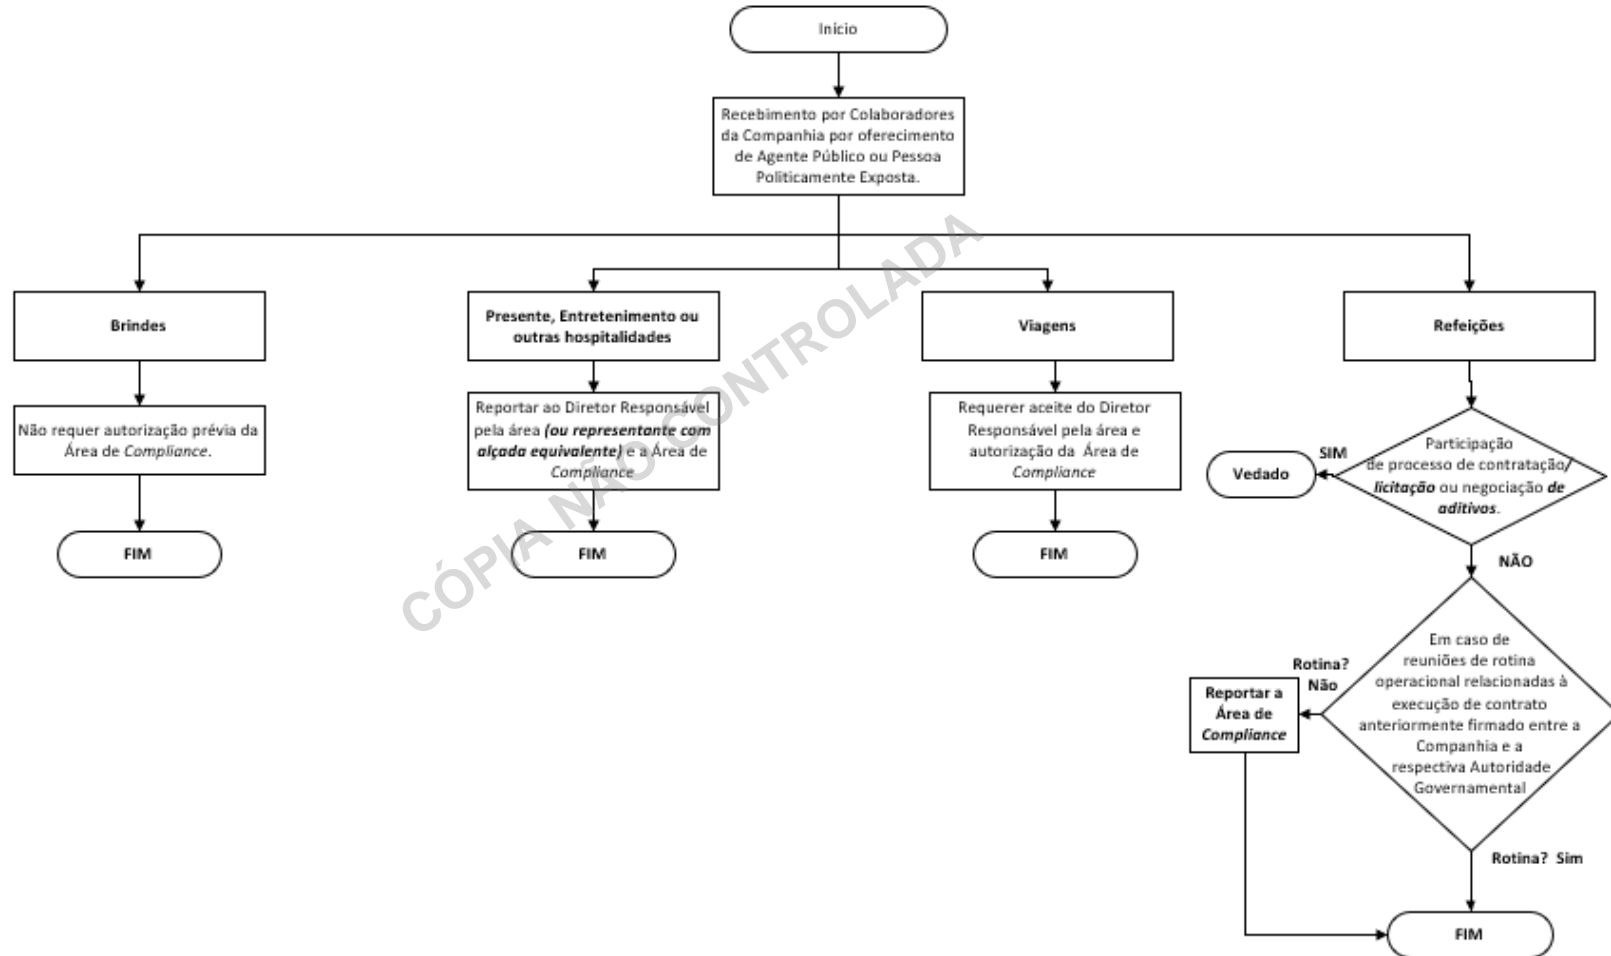 Início
Recebimento por Colaboradores
da Companhia por oferecimento
de Agente Público ou Pessoa
Politicamente Exposta.
Brindes
Não requer autorização prévia da
Área de Compliance.
FIM
Presente, Entretenimento ou
outras hospitalidades
Reportar ao Diretor Responsável
pela área (ou representante com
alçada equivalente) e a Área de
Compliance
FIM
Viagens
Requerer aceite do Diretor
Responsável pela área e
autorização da Área de
Compliance
FIM
Refeições
Participação
de processo de contratação/
licitação ou negociação de
aditivos.
SIM
Vedado
NÃO
Em caso de
reuniões de rotina
operacional relacionadas à
execução de contrato
anteriormente firmado entre a
Companhia e a
respectiva Autoridade
Governamental
Rotina?
Não
Reportar a
Área de
Compliance
Rotina? Sim
FIM
CÓPIA NÃO CONTROLADA